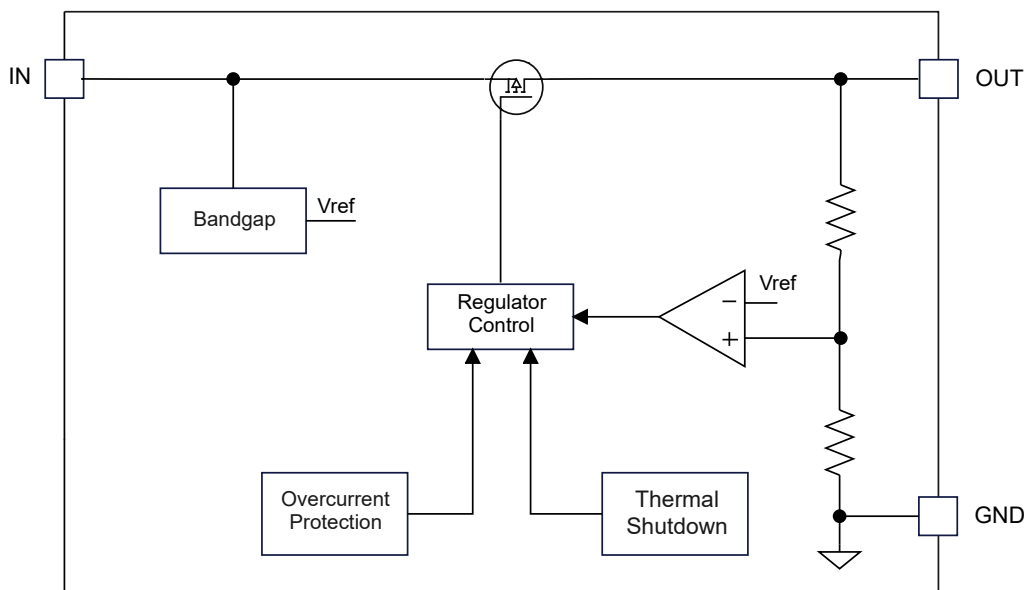 IN
OUT
Bandgap
Vref
Regulator
Control
Vref
−
+
Overcurrent
Protection
Thermal
Shutdown
GND